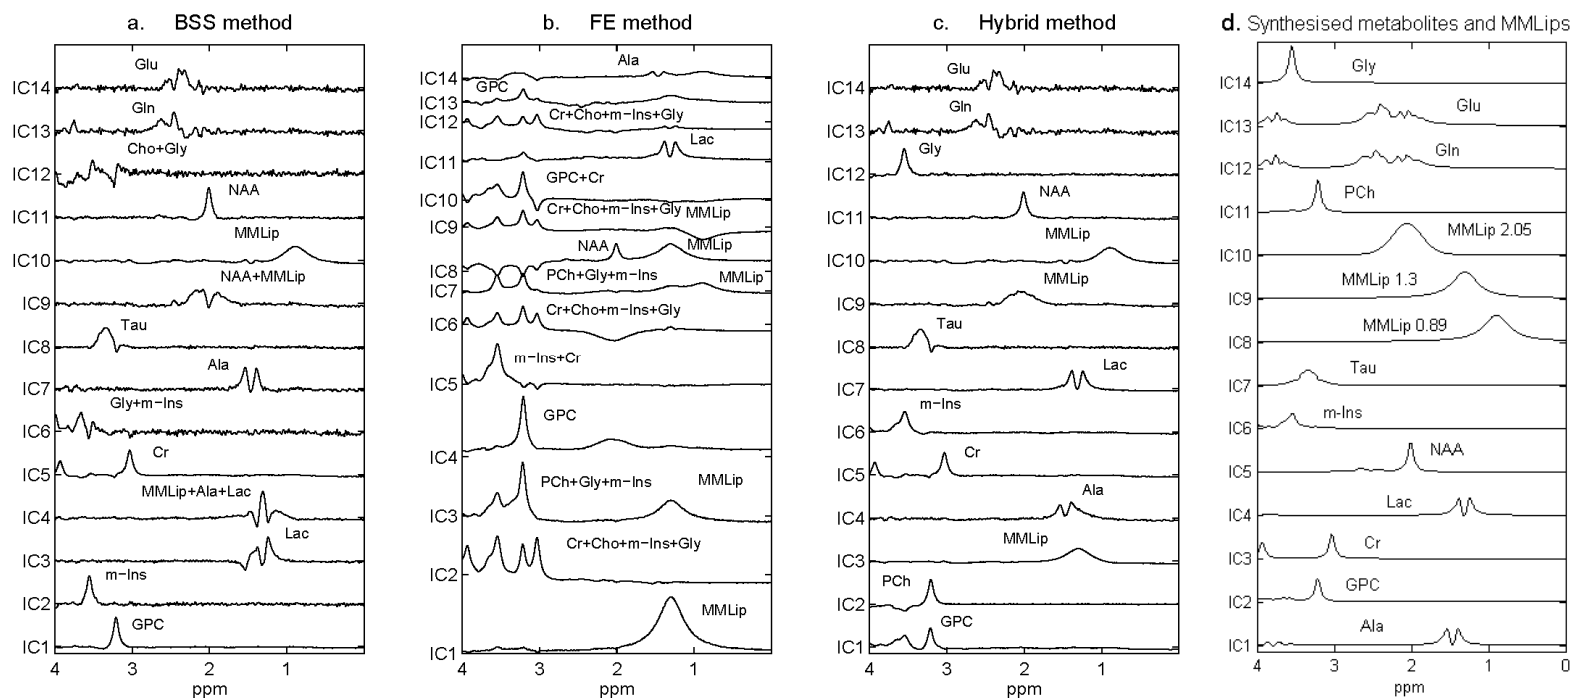 a. BSS method
IC14 Glu
IC13 Gln
IC12 Cho+Gly
IC11 NAA
IC10 MMLip
IC9 NAA+MMLip
IC8 Tau
IC7 Ala
IC6 Gly+m−Ins
IC5 Cr
IC4 MMLip+Ala+Lac
IC3 Lac
IC2 m−Ins
IC1 GPC
4 3 2 1
ppm
b. FE method
IC14 Ala
IC13 GPC
IC12 Cr+Cho+m−Ins+Gly
IC11 Lac
IC10 GPC+Cr
IC9 Cr+Cho+m−Ins+Gly MMLip
IC8 NAA MMLip
IC7 PCh+Gly+m−Ins MMLip
IC6 Cr+Cho+m−Ins+Gly
IC5 m−Ins+Cr
IC4 GPC
IC3 PCh+Gly+m−Ins MMLip
IC2 Cr+Cho+m−Ins+Gly
IC1 MMLip
4 3 2 1
ppm
c. Hybrid method
IC14 Glu
IC13 Gln
IC12 Gly
IC11 NAA
IC10 MMLip
IC9 MMLip
IC8 Tau
IC7 Lac
IC6 m−Ins
IC5 Cr
IC4 Ala
IC3 MMLip
IC2 PCh
IC1 GPC
4 3 2 1
ppm
d. Synthesised metabolites and MMLips
IC14 Gly
IC13 Glu
IC12 Gln
IC11 PCh
IC10 MMLip 2.05
IC9 MMLip 1.3
IC8 MMLip 0.89
IC7 Tau
IC6 m-Ins
IC5 NAA
IC4 Lac
IC3 Cr
IC2 GPC
IC1 Ala
4 3 2 1 0
ppm